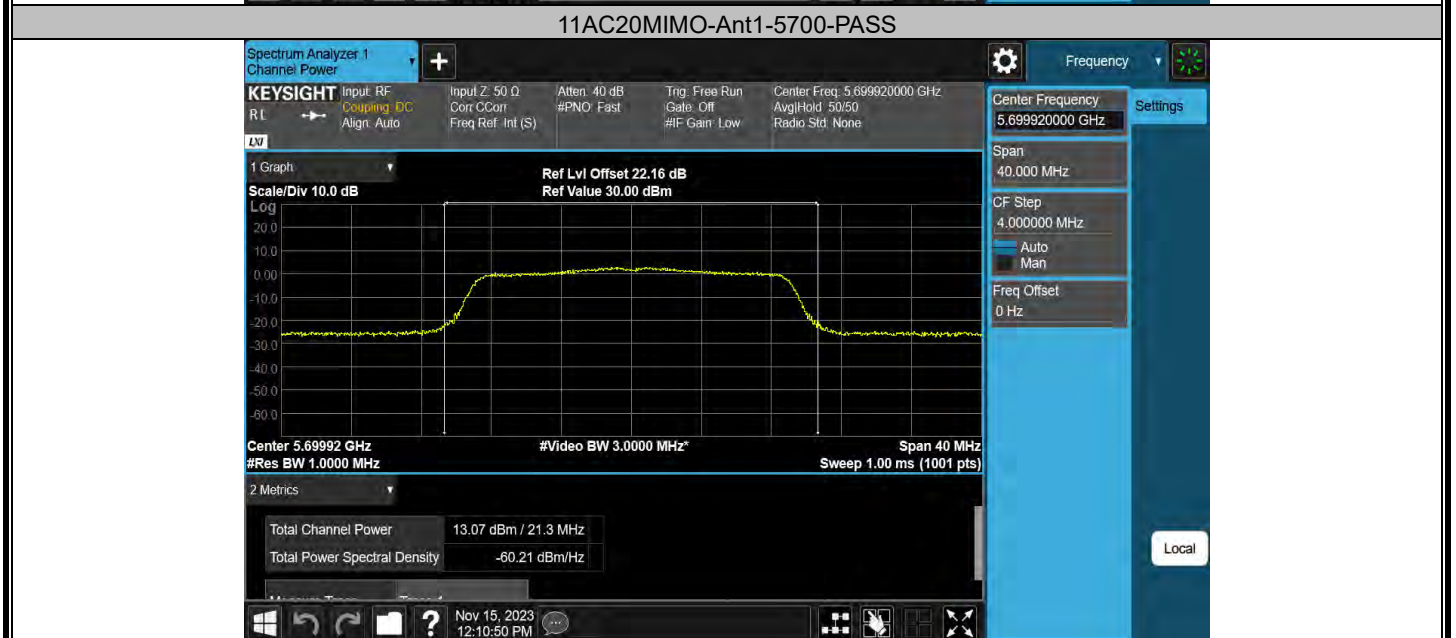 11AC20MIMO-Ant1-5700-PASS
Spectrum Analyzer 1
Channel Power
+
Frequency
KEYSIGHT Input: RF Input Z: 50 Ω Atten: 40 dB Trig: Free Run Center Freq: 5.699920000 GHz
RL Coupling: DC Corr CCorr #PNO: Fast Gate: Off Avg|Hold: 50/50
Align: Auto Freq Ref: Int (S) #IF Gain: Low Radio Std: None
LXI
Center Frequency
5.699920000 GHz
Settings
Span
40.000 MHz
CF Step
4.000000 MHz
Auto
Man
Freq Offset
0 Hz
1 Graph
Ref Lvl Offset 22.16 dB
Scale/Div 10.0 dB Ref Value 30.00 dBm
Log
20.0
10.0
0.00
-10.0
-20.0
-30.0
-40.0
-50.0
-60.0
Center 5.69992 GHz #Video BW 3.0000 MHz* Span 40 MHz
#Res BW 1.0000 MHz Sweep 1.00 ms (1001 pts)
2 Metrics
Total Channel Power 13.07 dBm / 21.3 MHz
Total Power Spectral Density -60.21 dBm/Hz
Local
? Nov 15, 2023
12:10:50 PM